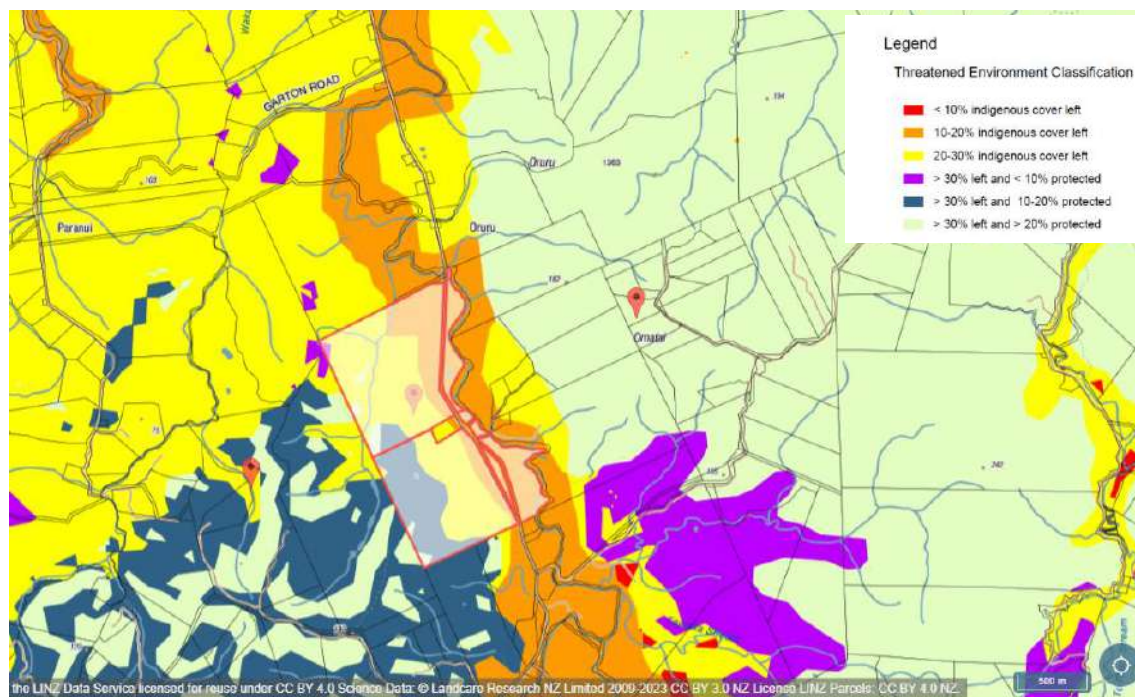 Legend
Threatened Environment Classification
< 10% indigenous cover left
10-20% indigenous cover left
20-30% indigenous cover left
> 30% left and < 10% protected
> 30% left and 10-20% protected
> 30% left and > 20% protected
GARTON ROAD
Oruru
Paranui
Oruru
Omatai
500 m
the LINZ Data Service licensed for reuse under CC BY 4.0 Science Data: © Landcare Research NZ Limited 2009-2023 CC BY 3.0 NZ Licence LINZ Parcels: CC BY 4.0 NZ